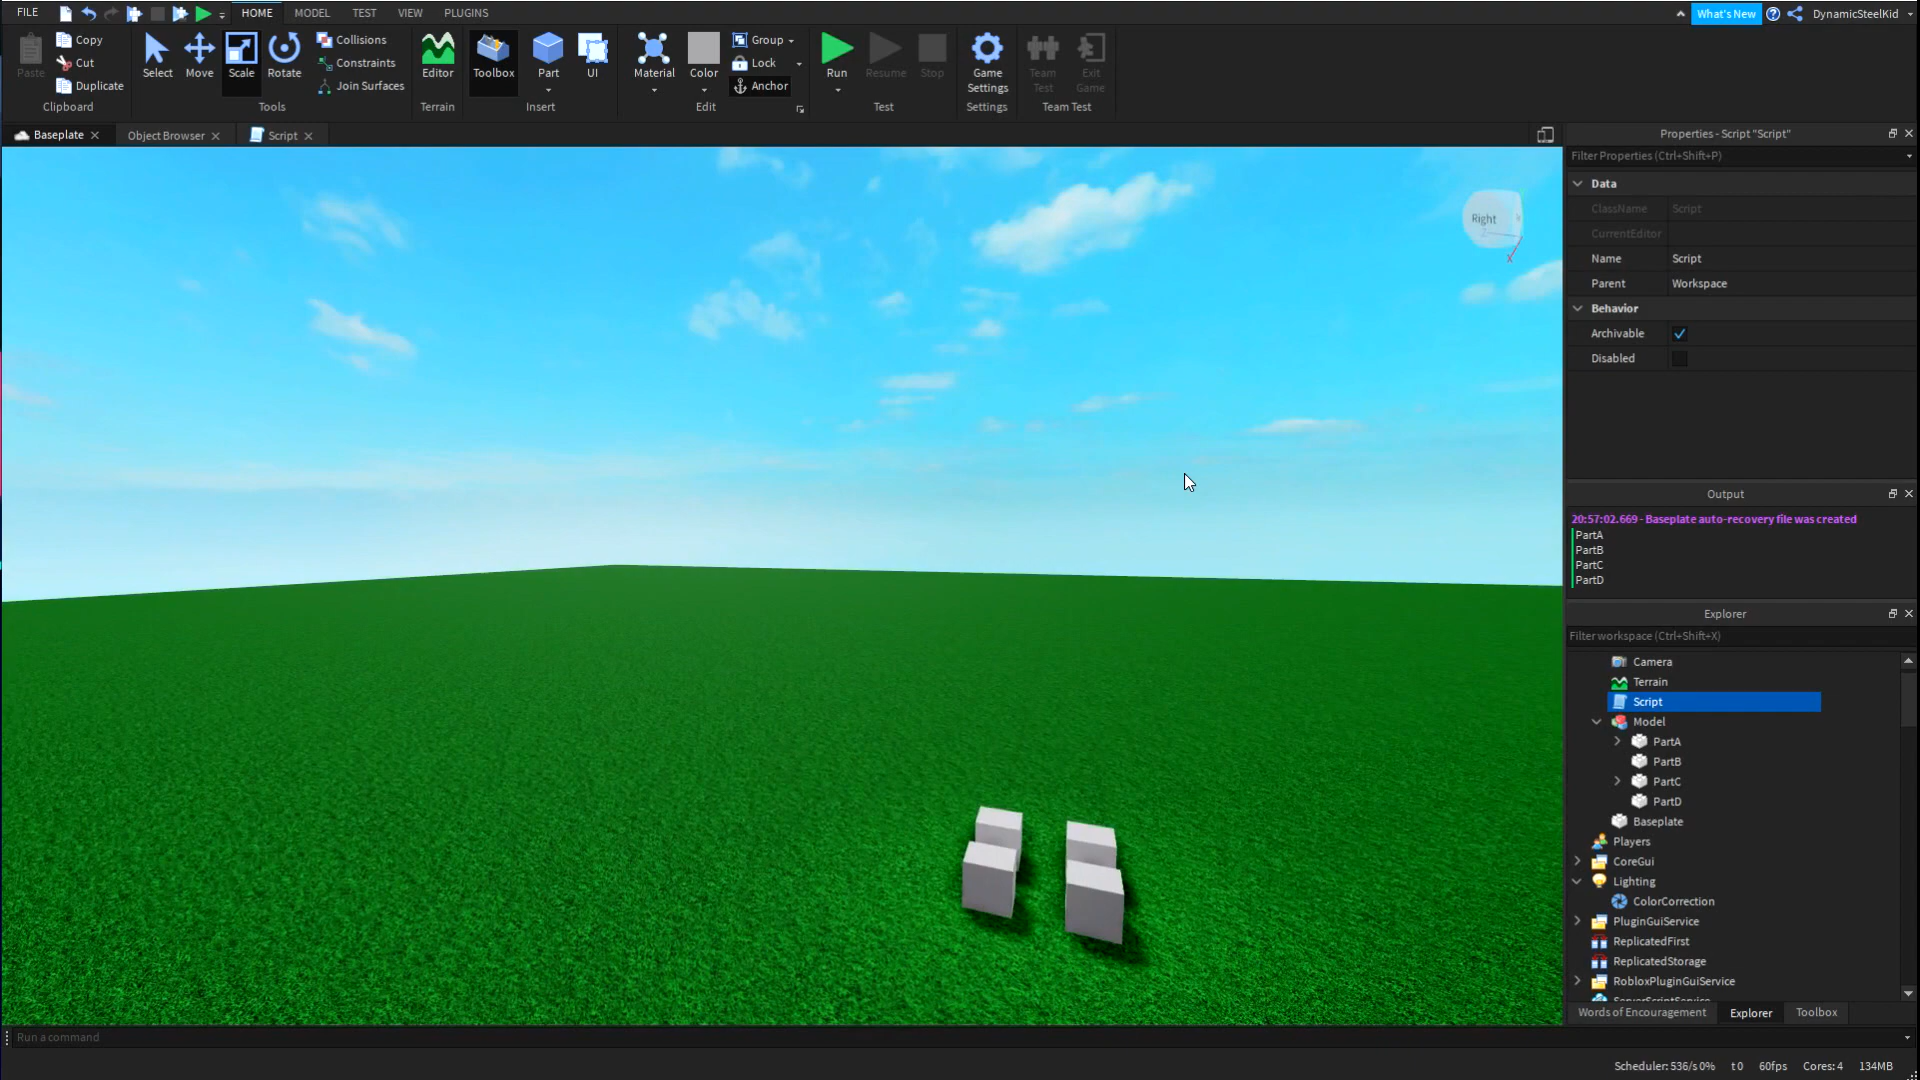 FILE
HOME
MODEL
TEST
VIEW
PLUGINS
What's New
DynamicSteelKid
Paste
Copy
Cut
Duplicate
Clipboard
Select
Move
Scale
Rotate
Collisions
Constraints
Join Surfaces
Tools
Editor
Terrain
Toolbox
Part
UI
Insert
Material
Color
Group
Lock
Anchor
Edit
Run
Resume
Stop
Test
Game
Settings
Settings
Team
Test
Exit
Game
Team Test
Baseplate
Object Browser
Script
Properties - Script "Script"
Filter Properties (Ctrl+Shift+P)
Data
ClassName Script
CurrentEditor
Name Script
Parent Workspace
Behavior
Archivable
Disabled
Right
Z
X
Output
20:57:02.669 - Baseplate auto-recovery file was created
PartA
PartB
PartC
PartD
Explorer
Filter workspace (Ctrl+Shift+X)
Camera
Terrain
Script
Model
PartA
PartB
PartC
PartD
Baseplate
Players
CoreGui
Lighting
ColorCorrection
PluginGuiService
ReplicatedFirst
ReplicatedStorage
RobloxPluginGuiService
ServerScriptService
Words of Encouragement
Explorer
Toolbox
Run a command
Scheduler: 536/s 0% t 0 60fps Cores: 4 134MB